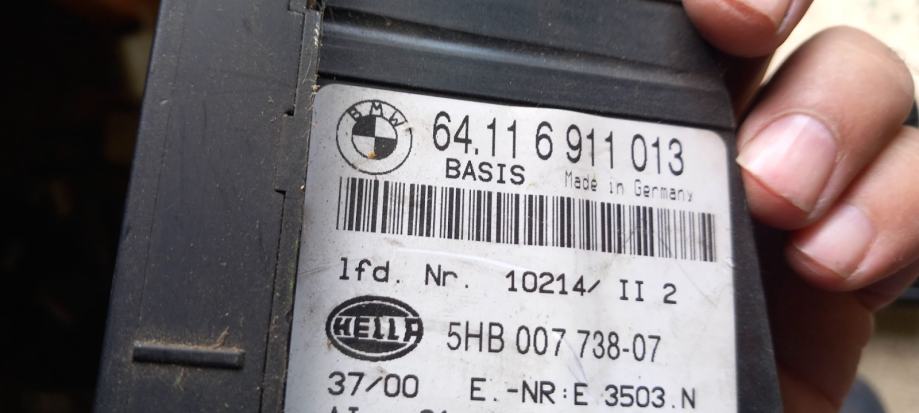 BMW
64.11 6 911 013
BASIS Made in Germany
lfd. Nr. 10214/ II 2
HELLA 5HB 007 738-07
37/00 E.-NR:E 3503.N